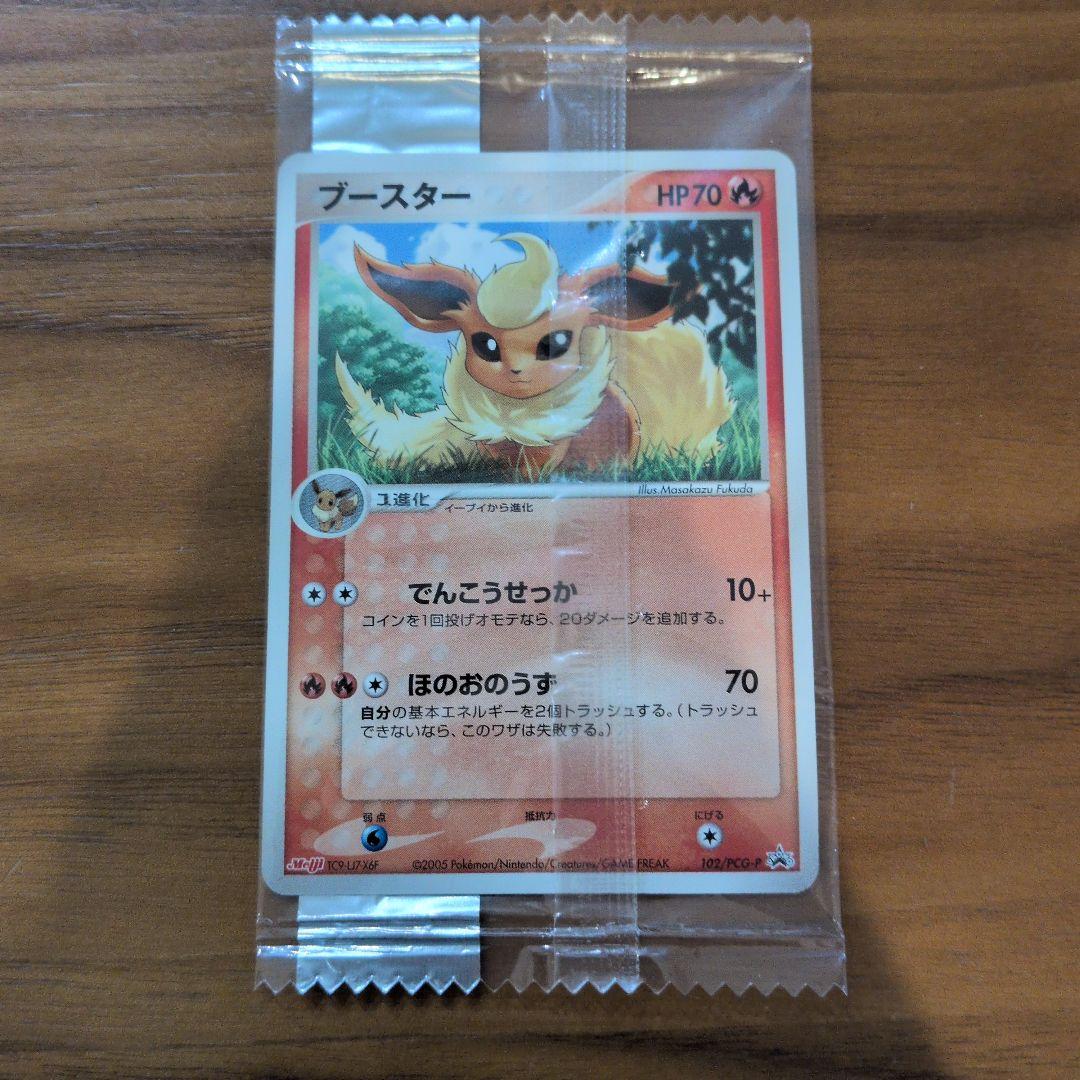 ブースター HP70
Illus.Masakazu Fukuda
1進化 イーブイから進化
でんこうせっか 10+
コインを1回投げオモテなら、20ダメージを追加する。
ほのおのうず 70
自分の基本エネルギーを2個トラッシュする。(トラッシュ
できないなら、このワザは失敗する。)
弱点 抵抗力 にげる
Meiji TC9-U7-X6F ©2005 Pokémon/Nintendo/Creatures/GAME FREAK 102/PCG-P